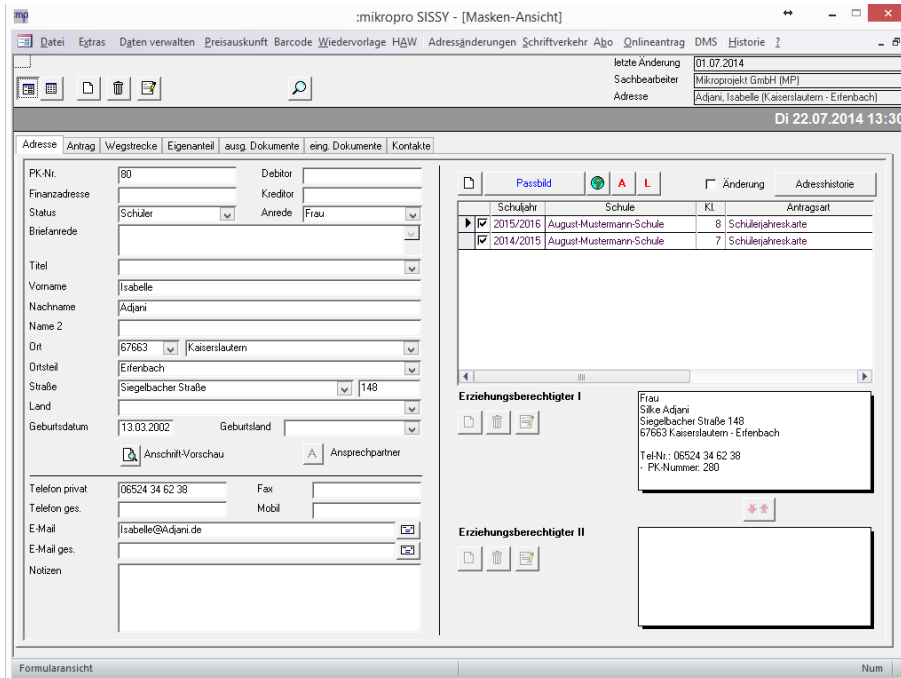 :mp
:mikropro SISSY - [Masken-Ansicht]
Datei Extras Daten verwalten Preisauskunft Barcode Wiedervorlage HAW Adressänderungen Schriftverkehr Abo Onlineantrag DMS Historie ?
letzte Änderung 01.07.2014
Sachbearbeiter Mikroprojekt GmbH (MP)
Adresse Adjani, Isabelle (Kaiserslautern - Erfenbach)
Di 22.07.2014 13:30
Adresse Antrag Wegstrecke Eigenanteil ausg. Dokumente eing. Dokumente Kontakte
PK-Nr. 80 Debitor
Finanzadresse Kreditor
Status Schüler Anrede Frau
Briefanrede
Titel
Vorname Isabelle
Nachname Adjani
Name 2
Ort 67663 Kaiserslautern
Ortsteil Erfenbach
Straße Siegelbacher Straße 148
Land
Geburtsdatum 13.03.2002 Geburtsland
Anschrift-Vorschau A Ansprechpartner
Telefon privat 06524 34 62 38 Fax
Telefon ges. Mobil
E-Mail Isabelle@Adjani.de
E-Mail ges.
Notizen
Passbild A L Änderung Adresshistorie
Schuljahr Schule Kl. Antragsart
2015/2016 August-Mustermann-Schule 8 Schülerjahreskarte
2014/2015 August-Mustermann-Schule 7 Schülerjahreskarte
Erziehungsberechtigter I
Frau
Silke Adjani
Siegelbacher Straße 148
67663 Kaiserslautern - Erfenbach
Tel-Nr.: 06524 34 62 38
- PK-Nummer: 280
Erziehungsberechtigter II
Formularansicht Num